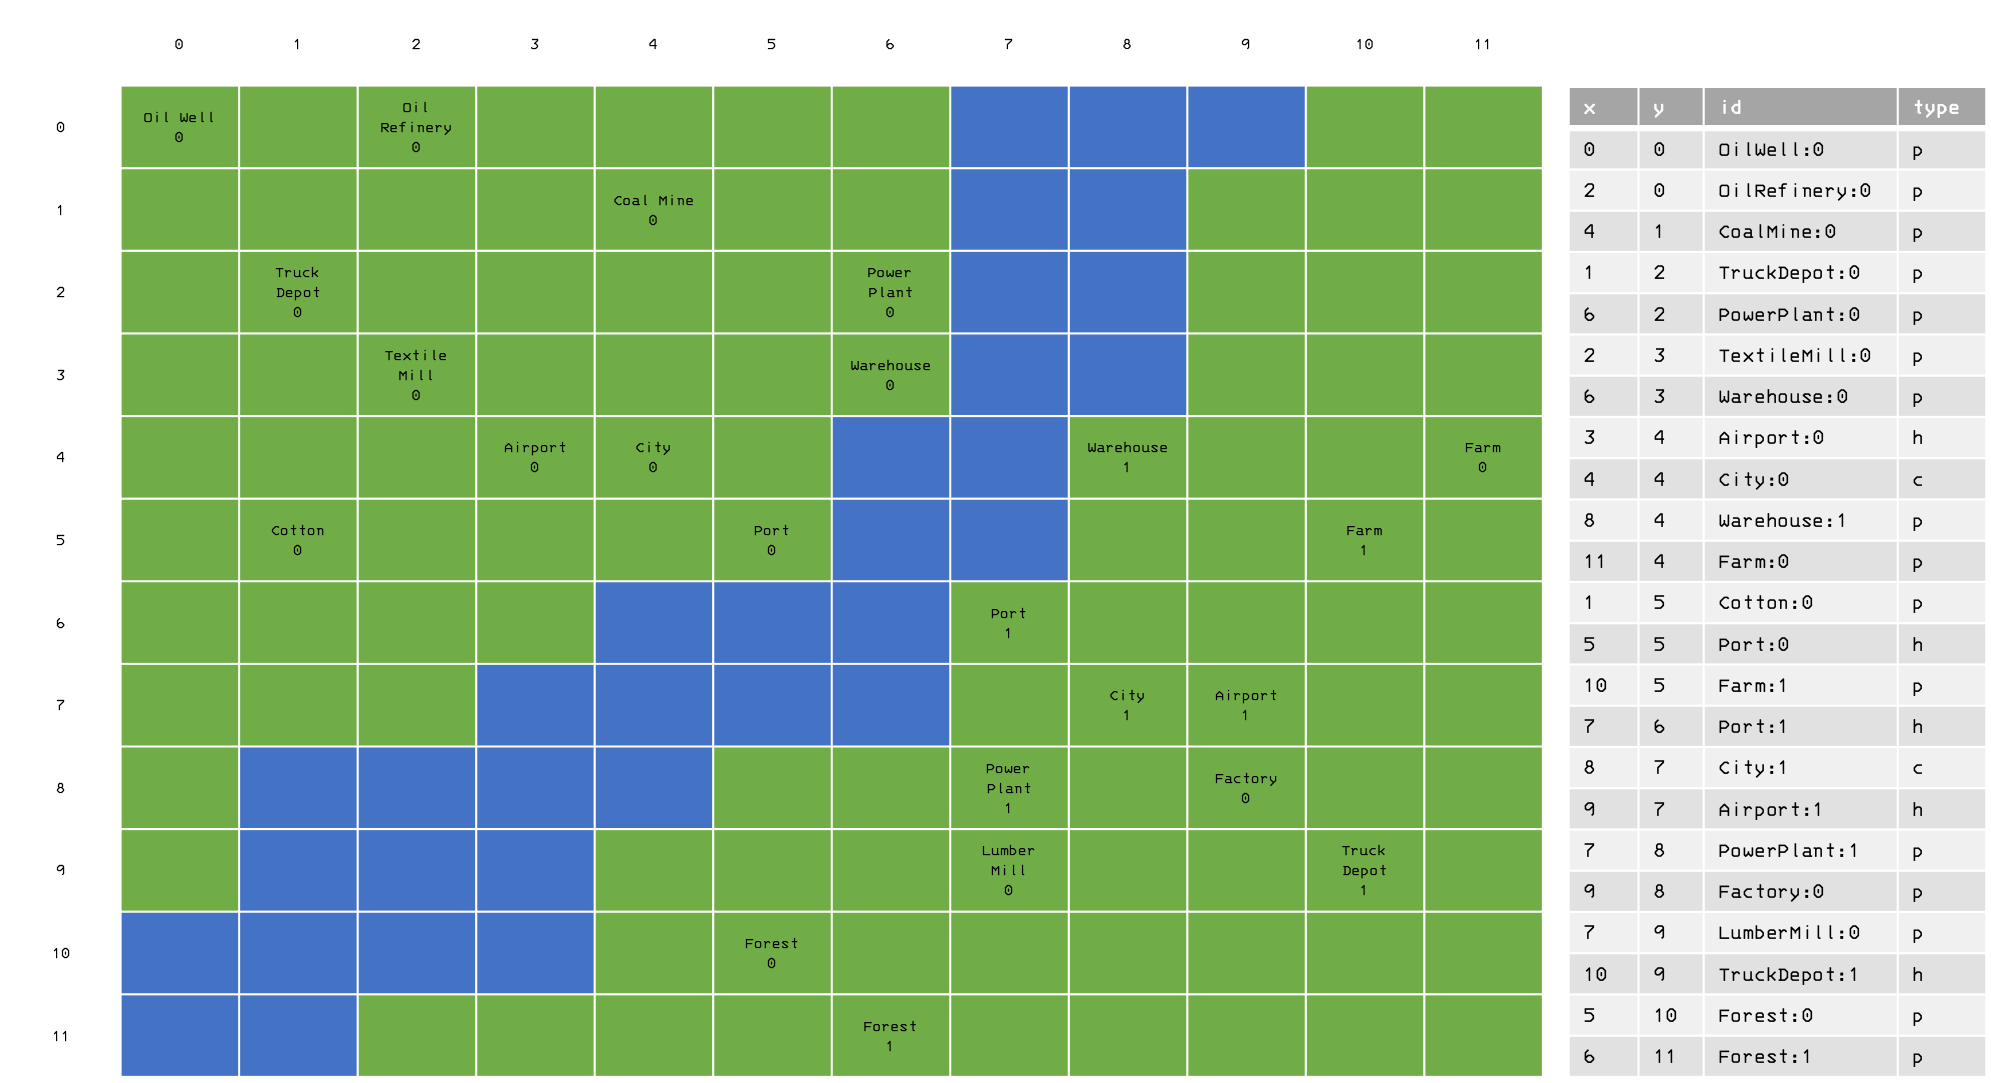 0 1 2 3 4 5 6 7 8 9 10 11
0
Oil Well
0
Oil
Refinery
0
1
Coal Mine
0
2
Truck
Depot
0
Power
Plant
0
3
Textile
Mill
0
Warehouse
0
4
Airport
0
City
0
Warehouse
1
Farm
0
5
Cotton
0
Port
0
Farm
1
6
Port
1
7
City
1
Airport
1
8
Power
Plant
1
Factory
0
9
Lumber
Mill
0
Truck
Depot
1
10
Forest
0
11
Forest
1
x y id type
0 0 OilWell:0 p
2 0 OilRefinery:0 p
4 1 CoalMine:0 p
1 2 TruckDepot:0 p
6 2 PowerPlant:0 p
2 3 TextileMill:0 p
6 3 Warehouse:0 p
3 4 Airport:0 h
4 4 City:0 c
8 4 Warehouse:1 p
11 4 Farm:0 p
1 5 Cotton:0 p
5 5 Port:0 h
10 5 Farm:1 p
7 6 Port:1 h
8 7 City:1 c
9 7 Airport:1 h
7 8 PowerPlant:1 p
9 8 Factory:0 p
7 9 LumberMill:0 p
10 9 TruckDepot:1 h
5 10 Forest:0 p
6 11 Forest:1 p